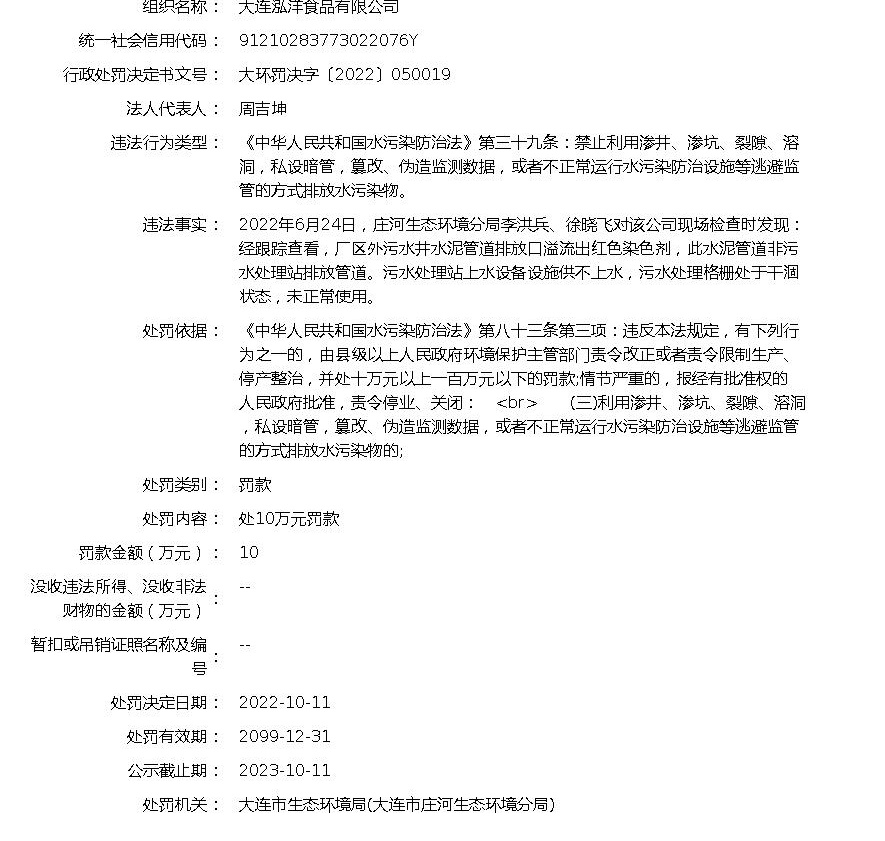 组织名称： 大连泓洋食品有限公司
统一社会信用代码： 91210283773022076Y
行政处罚决定书文号： 大环罚决字〔2022〕050019
法人代表人： 周吉坤
违法行为类型： 《中华人民共和国水污染防治法》第三十九条：禁止利用渗井、渗坑、裂隙、溶
洞，私设暗管，篡改、伪造监测数据，或者不正常运行水污染防治设施等逃避监
管的方式排放水污染物。
违法事实： 2022年6月24日，庄河生态环境分局李洪兵、徐晓飞对该公司现场检查时发现：
经跟踪查看，厂区外污水井水泥管道排放口溢流出红色染色剂，此水泥管道非污
水处理站排放管道。污水处理站上水设备设施供不上水，污水处理格栅处于干涸
状态，未正常使用。
处罚依据： 《中华人民共和国水污染防治法》第八十三条第三项：违反本法规定，有下列行
为之一的，由县级以上人民政府环境保护主管部门责令改正或者责令限制生产、
停产整治，并处十万元以上一百万元以下的罚款;情节严重的，报经有批准权的
人民政府批准，责令停业、关闭： <br> (三)利用渗井、渗坑、裂隙、溶洞
，私设暗管，篡改、伪造监测数据，或者不正常运行水污染防治设施等逃避监管
的方式排放水污染物的;
处罚类别： 罚款
处罚内容： 处10万元罚款
罚款金额（万元）： 10
没收违法所得、没收非法
财物的金额（万元）： --
暂扣或吊销证照名称及编
号： --
处罚决定日期： 2022-10-11
处罚有效期： 2099-12-31
公示截止期： 2023-10-11
处罚机关： 大连市生态环境局(大连市庄河生态环境分局)